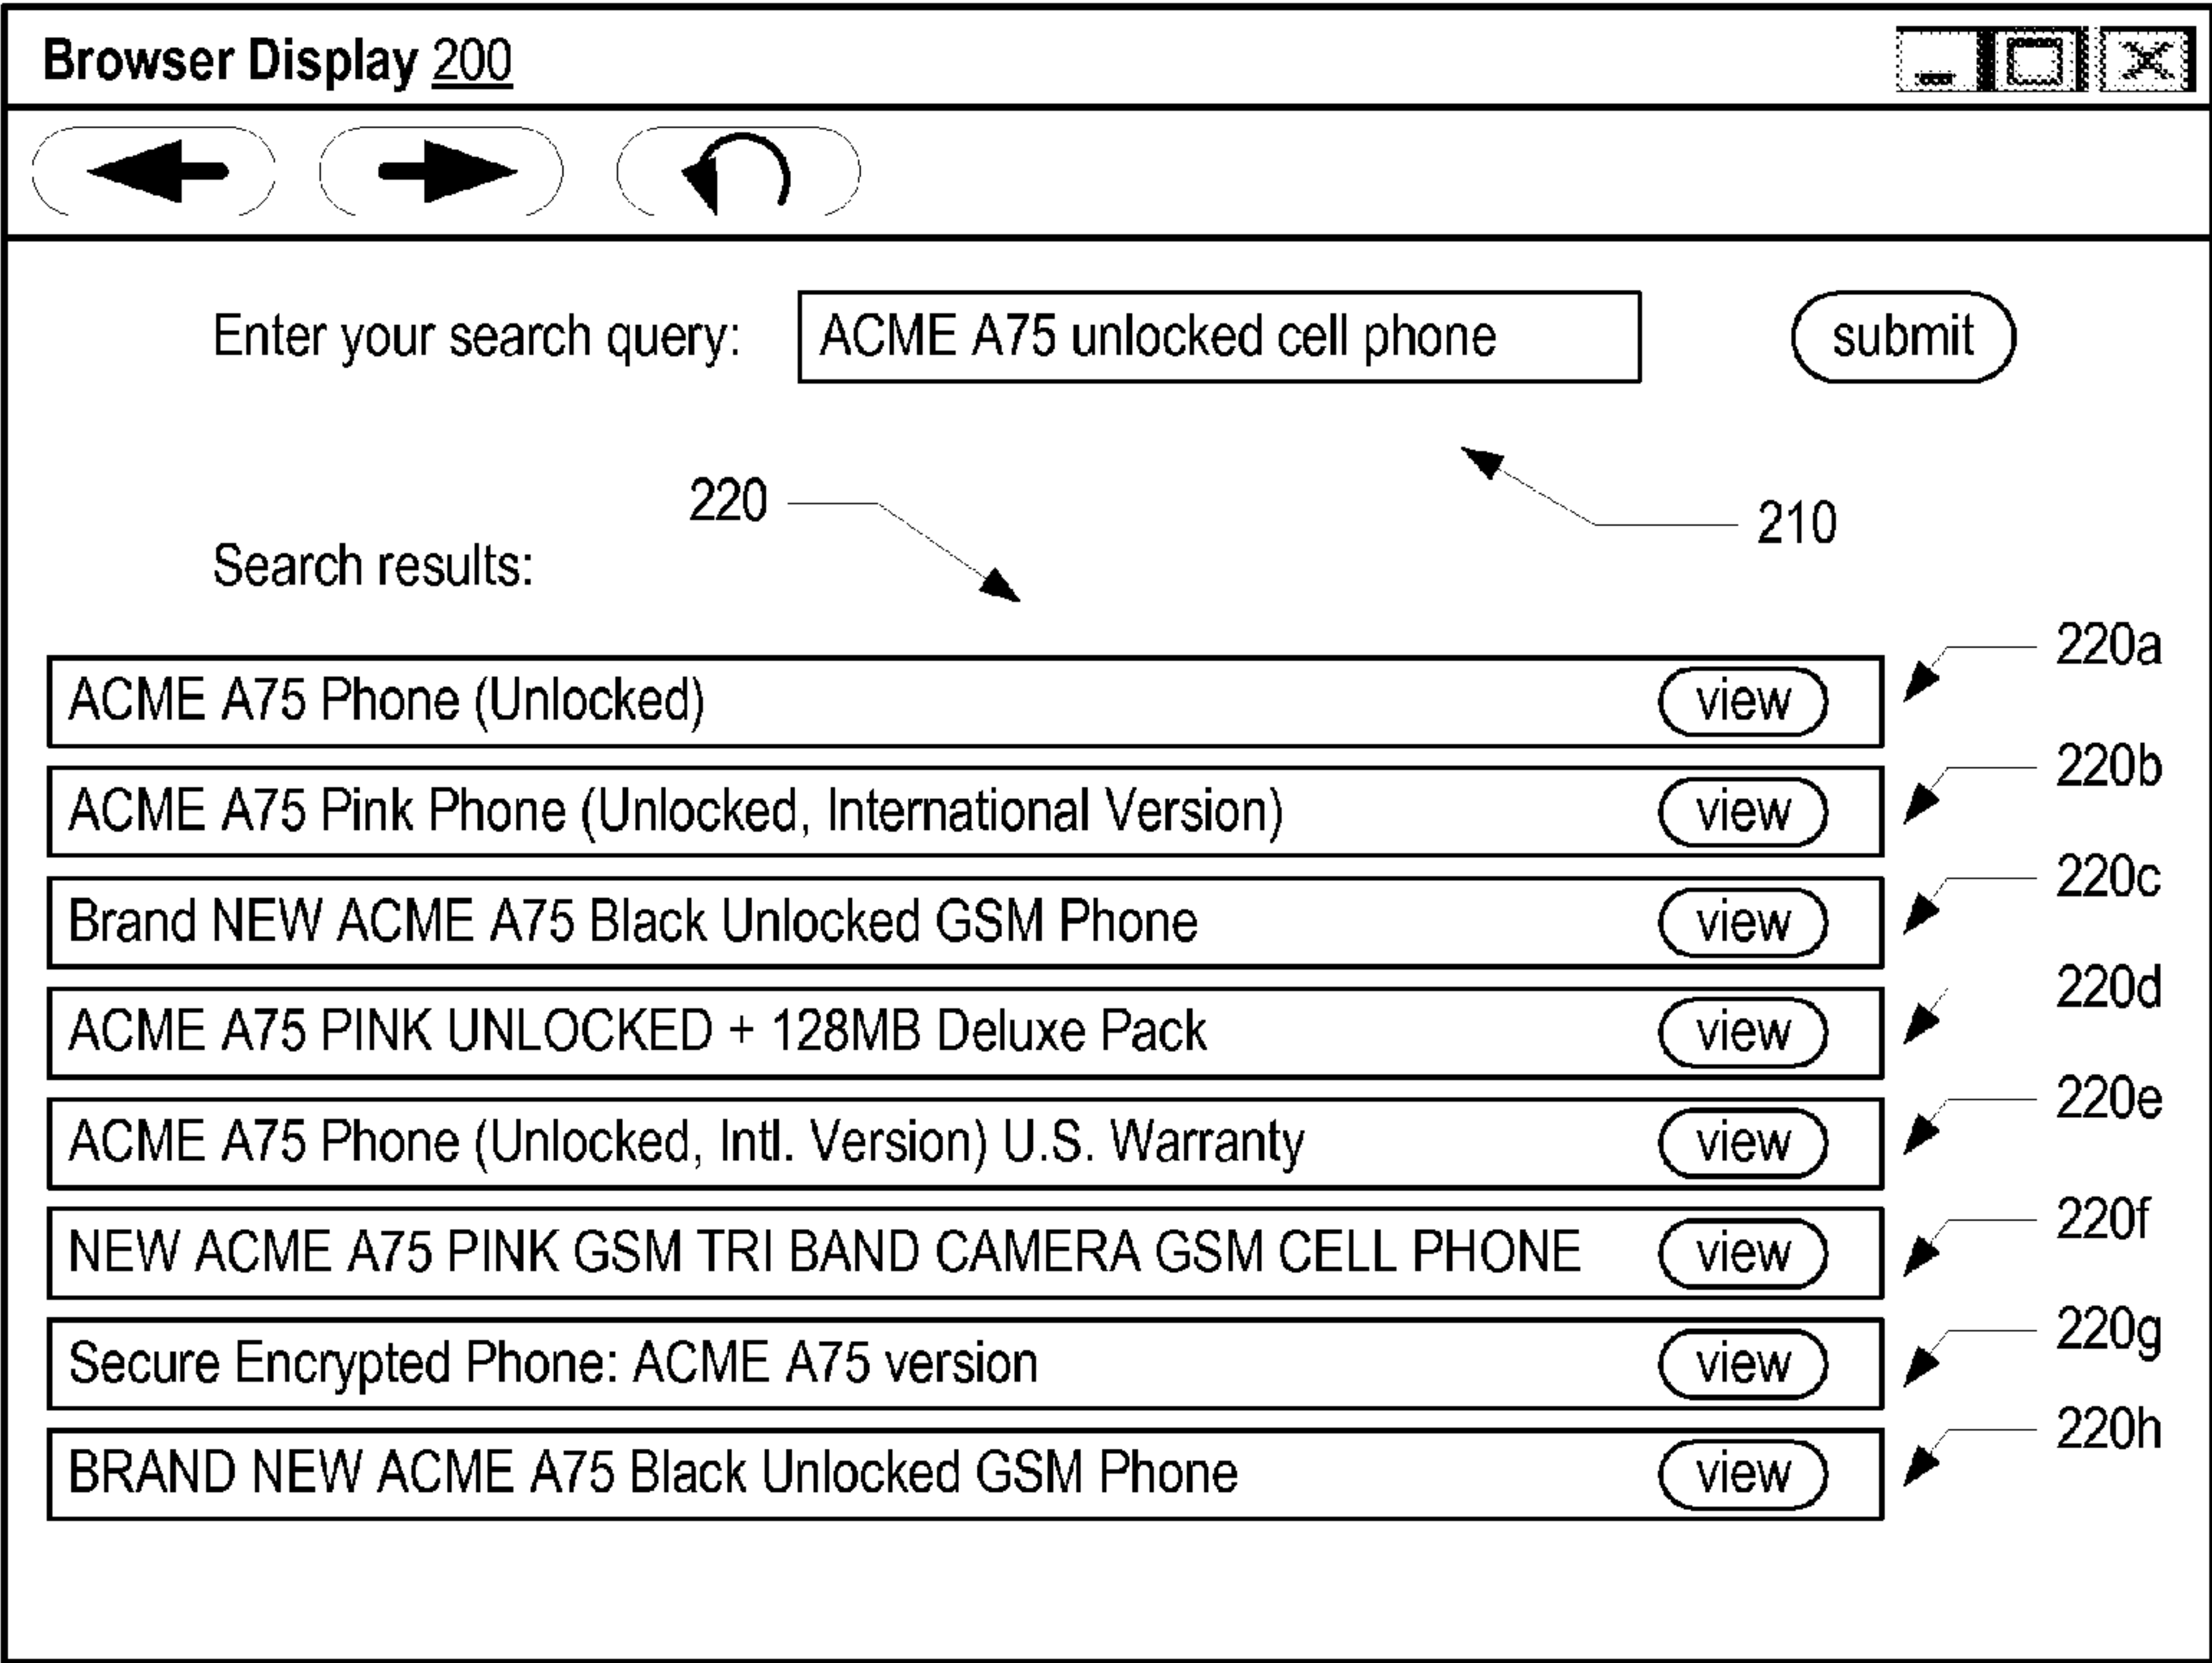 Browser Display 200
Enter your search query: ACME A75 unlocked cell phone submit
220
210
Search results:
220a
ACME A75 Phone (Unlocked) view
220b
ACME A75 Pink Phone (Unlocked, International Version) view
220c
Brand NEW ACME A75 Black Unlocked GSM Phone view
220d
ACME A75 PINK UNLOCKED + 128MB Deluxe Pack view
220e
ACME A75 Phone (Unlocked, Intl. Version) U.S. Warranty view
220f
NEW ACME A75 PINK GSM TRI BAND CAMERA GSM CELL PHONE view
220g
Secure Encrypted Phone: ACME A75 version view
220h
BRAND NEW ACME A75 Black Unlocked GSM Phone view